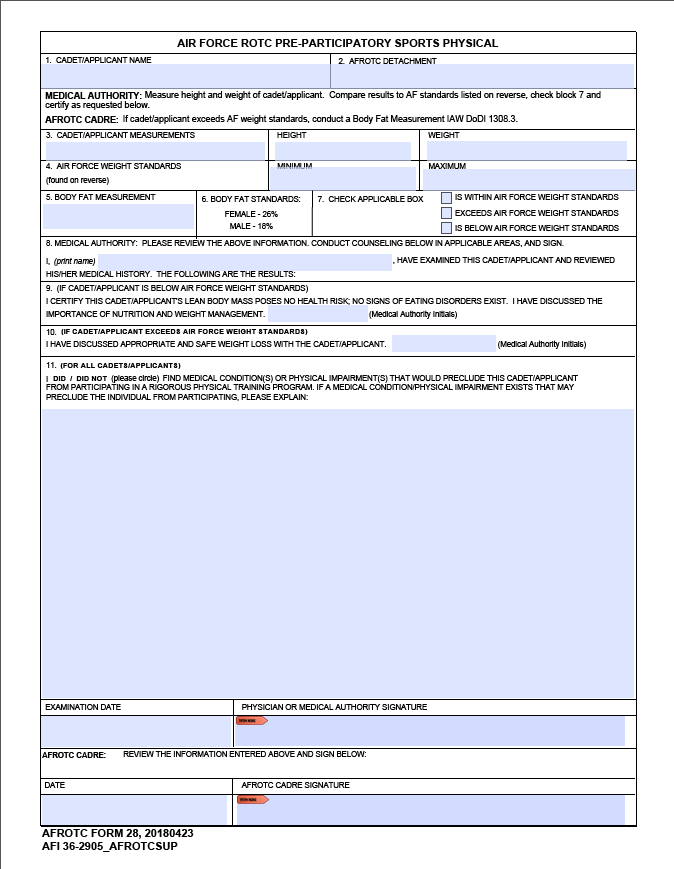 AIR FORCE ROTC PRE-PARTICIPATORY SPORTS PHYSICAL
1. CADET/APPLICANT NAME
2. AFROTC DETACHMENT
MEDICAL AUTHORITY: Measure height and weight of cadet/applicant. Compare results to AF standards listed on reverse, check block 7 and
certify as requested below.
AFROTC CADRE: If cadet/applicant exceeds AF weight standards, conduct a Body Fat Measurement IAW DoDI 1308.3.
3. CADET/APPLICANT MEASUREMENTS
HEIGHT
WEIGHT
4. AIR FORCE WEIGHT STANDARDS
(found on reverse)
MINIMUM
MAXIMUM
5. BODY FAT MEASUREMENT
6. BODY FAT STANDARDS:
FEMALE - 26%
MALE - 18%
7. CHECK APPLICABLE BOX
IS WITHIN AIR FORCE WEIGHT STANDARDS
EXCEEDS AIR FORCE WEIGHT STANDARDS
IS BELOW AIR FORCE WEIGHT STANDARDS
8. MEDICAL AUTHORITY: PLEASE REVIEW THE ABOVE INFORMATION. CONDUCT COUNSELING BELOW IN APPLICABLE AREAS, AND SIGN.
I, (print name) , HAVE EXAMINED THIS CADET/APPLICANT AND REVIEWED
HIS/HER MEDICAL HISTORY. THE FOLLOWING ARE THE RESULTS:
9. (IF CADET/APPLICANT IS BELOW AIR FORCE WEIGHT STANDARDS)
I CERTIFY THIS CADET/APPLICANT'S LEAN BODY MASS POSES NO HEALTH RISK; NO SIGNS OF EATING DISORDERS EXIST. I HAVE DISCUSSED THE
IMPORTANCE OF NUTRITION AND WEIGHT MANAGEMENT. (Medical Authority Initials)
10. (IF CADET/APPLICANT EXCEEDS AIR FORCE WEIGHT STANDARDS)
I HAVE DISCUSSED APPROPRIATE AND SAFE WEIGHT LOSS WITH THE CADET/APPLICANT. (Medical Authority Initials)
11. (FOR ALL CADETS/APPLICANTS)
I DID / DID NOT (please circle) FIND MEDICAL CONDITION(S) OR PHYSICAL IMPAIRMENT(S) THAT WOULD PRECLUDE THIS CADET/APPLICANT
FROM PARTICIPATING IN A RIGOROUS PHYSICAL TRAINING PROGRAM. IF A MEDICAL CONDITION/PHYSICAL IMPAIRMENT EXISTS THAT MAY
PRECLUDE THE INDIVIDUAL FROM PARTICIPATING, PLEASE EXPLAIN:
EXAMINATION DATE
PHYSICIAN OR MEDICAL AUTHORITY SIGNATURE
AFROTC CADRE: REVIEW THE INFORMATION ENTERED ABOVE AND SIGN BELOW:
DATE
AFROTC CADRE SIGNATURE
AFROTC FORM 28, 20180423
AFI 36-2905_AFROTCSUP